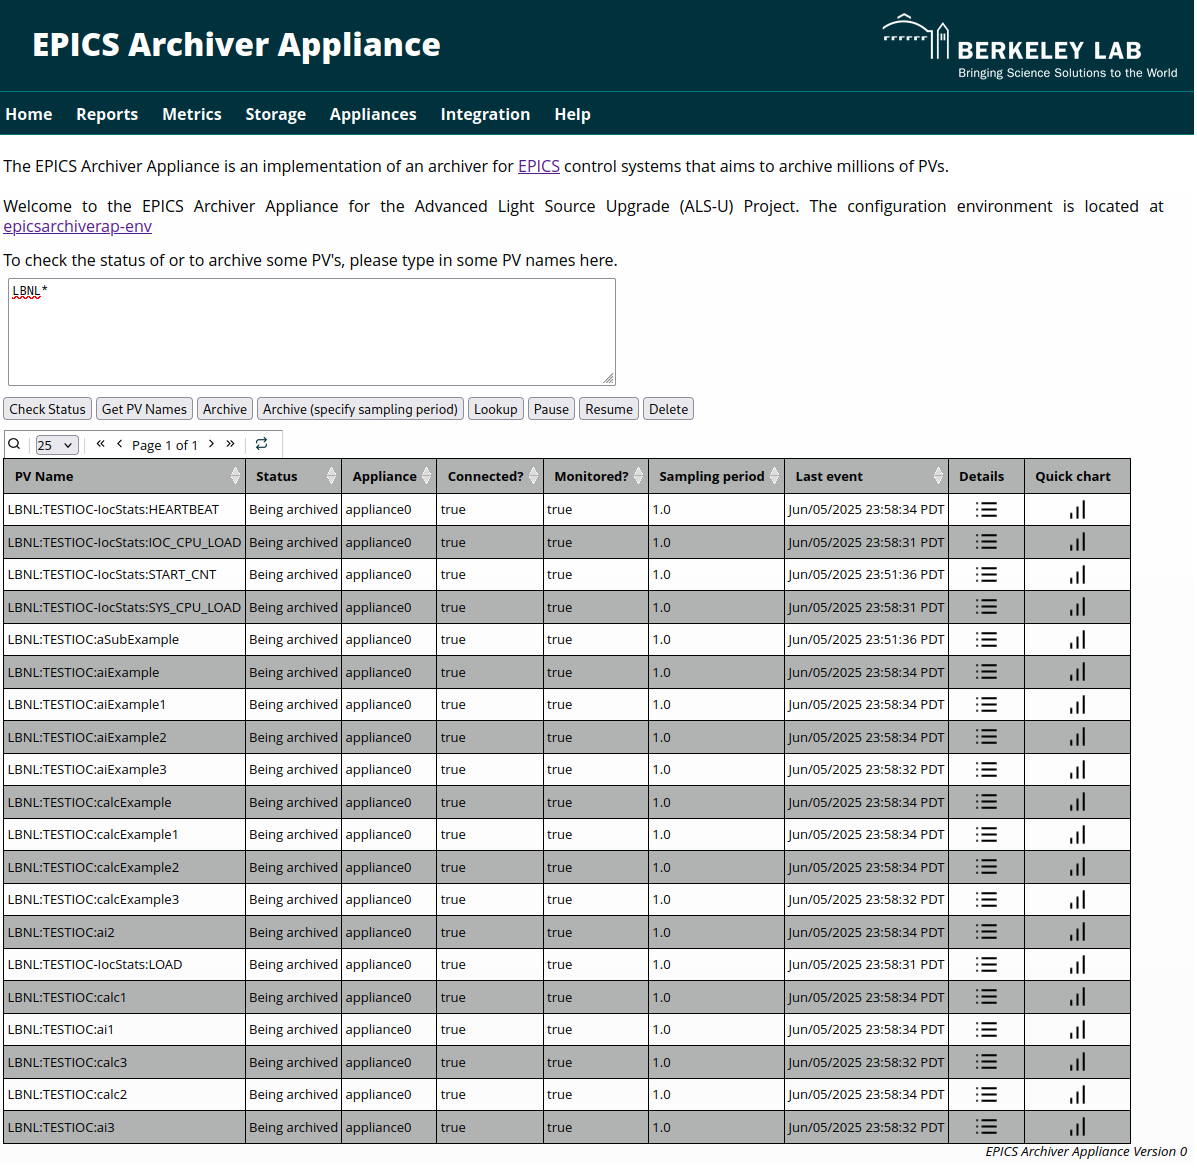 EPICS Archiver Appliance
BERKELEY LAB
Bringing Science Solutions to the World
Home Reports Metrics Storage Appliances Integration Help
The EPICS Archiver Appliance is an implementation of an archiver for EPICS control systems that aims to archive millions of PVs.
Welcome to the EPICS Archiver Appliance for the Advanced Light Source Upgrade (ALS-U) Project. The configuration environment is located at
epicsarchiverap-env
To check the status of or to archive some PV's, please type in some PV names here.
LBNL*
Check Status Get PV Names Archive Archive (specify sampling period) Lookup Pause Resume Delete
25 Page 1 of 1
PV Name Status Appliance Connected? Monitored? Sampling period Last event Details Quick chart
LBNL:TESTIOC-IocStats:HEARTBEAT Being archived appliance0 true true 1.0 Jun/05/2025 23:58:34 PDT
LBNL:TESTIOC-IocStats:IOC_CPU_LOAD Being archived appliance0 true true 1.0 Jun/05/2025 23:58:31 PDT
LBNL:TESTIOC-IocStats:START_CNT Being archived appliance0 true true 1.0 Jun/05/2025 23:51:36 PDT
LBNL:TESTIOC-IocStats:SYS_CPU_LOAD Being archived appliance0 true true 1.0 Jun/05/2025 23:58:31 PDT
LBNL:TESTIOC:aSubExample Being archived appliance0 true true 1.0 Jun/05/2025 23:51:36 PDT
LBNL:TESTIOC:aiExample Being archived appliance0 true true 1.0 Jun/05/2025 23:58:34 PDT
LBNL:TESTIOC:aiExample1 Being archived appliance0 true true 1.0 Jun/05/2025 23:58:34 PDT
LBNL:TESTIOC:aiExample2 Being archived appliance0 true true 1.0 Jun/05/2025 23:58:34 PDT
LBNL:TESTIOC:aiExample3 Being archived appliance0 true true 1.0 Jun/05/2025 23:58:32 PDT
LBNL:TESTIOC:calcExample Being archived appliance0 true true 1.0 Jun/05/2025 23:58:34 PDT
LBNL:TESTIOC:calcExample1 Being archived appliance0 true true 1.0 Jun/05/2025 23:58:34 PDT
LBNL:TESTIOC:calcExample2 Being archived appliance0 true true 1.0 Jun/05/2025 23:58:34 PDT
LBNL:TESTIOC:calcExample3 Being archived appliance0 true true 1.0 Jun/05/2025 23:58:32 PDT
LBNL:TESTIOC:ai2 Being archived appliance0 true true 1.0 Jun/05/2025 23:58:34 PDT
LBNL:TESTIOC-IocStats:LOAD Being archived appliance0 true true 1.0 Jun/05/2025 23:58:31 PDT
LBNL:TESTIOC:calc1 Being archived appliance0 true true 1.0 Jun/05/2025 23:58:34 PDT
LBNL:TESTIOC:ai1 Being archived appliance0 true true 1.0 Jun/05/2025 23:58:34 PDT
LBNL:TESTIOC:calc3 Being archived appliance0 true true 1.0 Jun/05/2025 23:58:32 PDT
LBNL:TESTIOC:calc2 Being archived appliance0 true true 1.0 Jun/05/2025 23:58:34 PDT
LBNL:TESTIOC:ai3 Being archived appliance0 true true 1.0 Jun/05/2025 23:58:32 PDT
EPICS Archiver Appliance Version 0